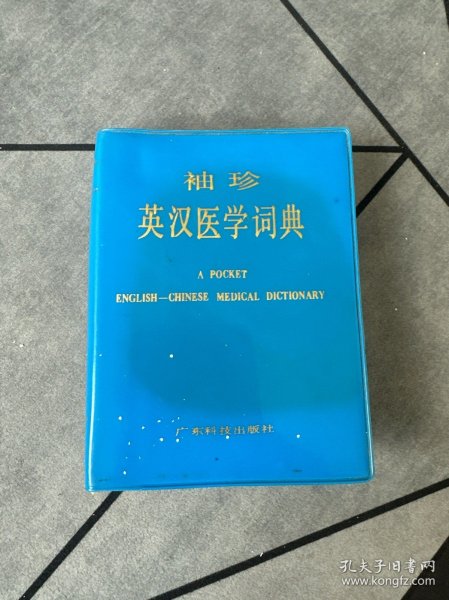 袖珍
英汉医学词典
A POCKET
ENGLISH—CHINESE MEDICAL DICTIONARY
广东科技出版社
孔夫子旧书网
www.kongfz.com